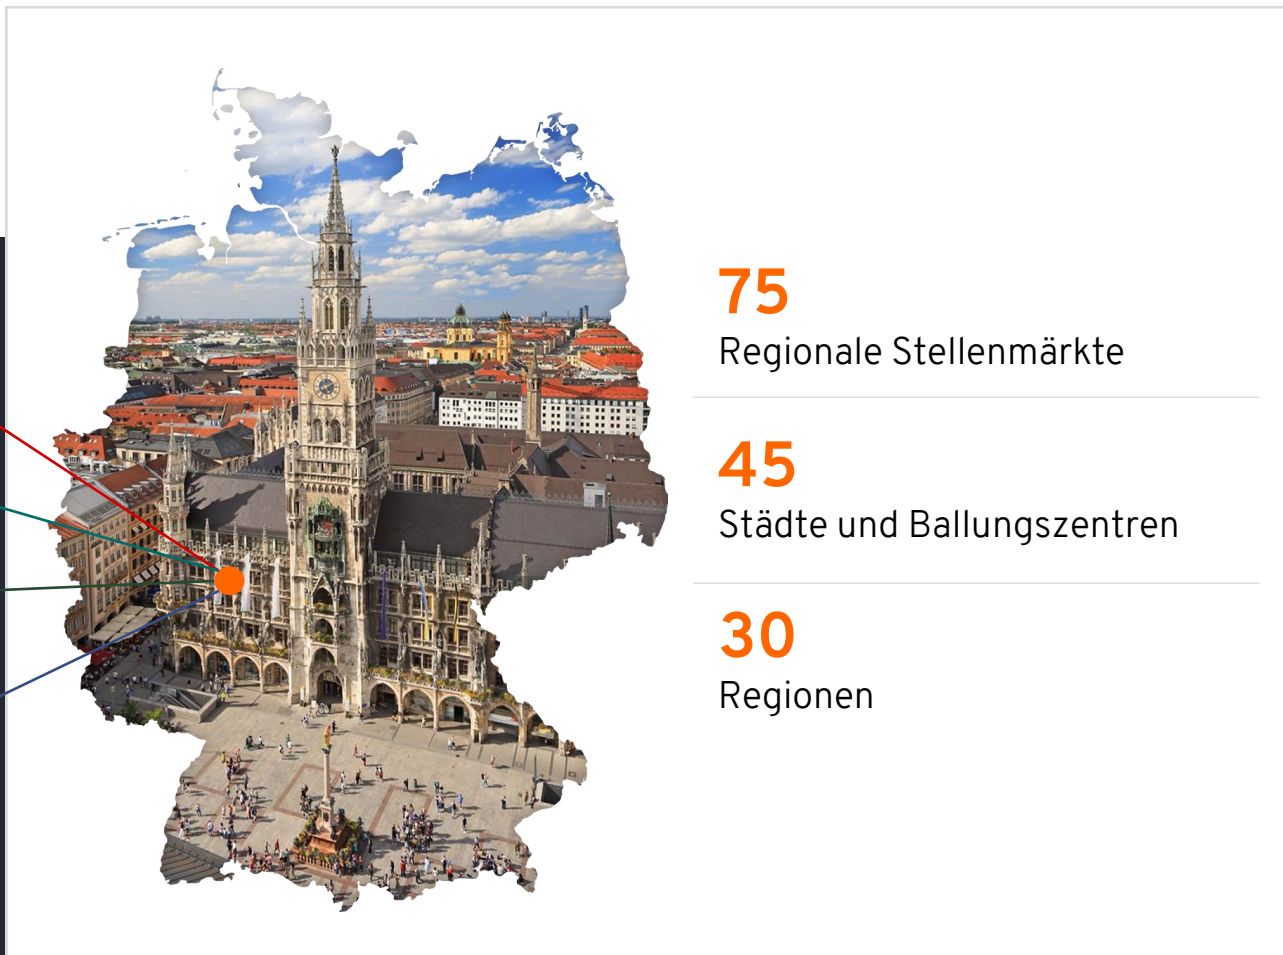 75
Regionale Stellenmärkte
45
Städte und Ballungszentren
30
Regionen